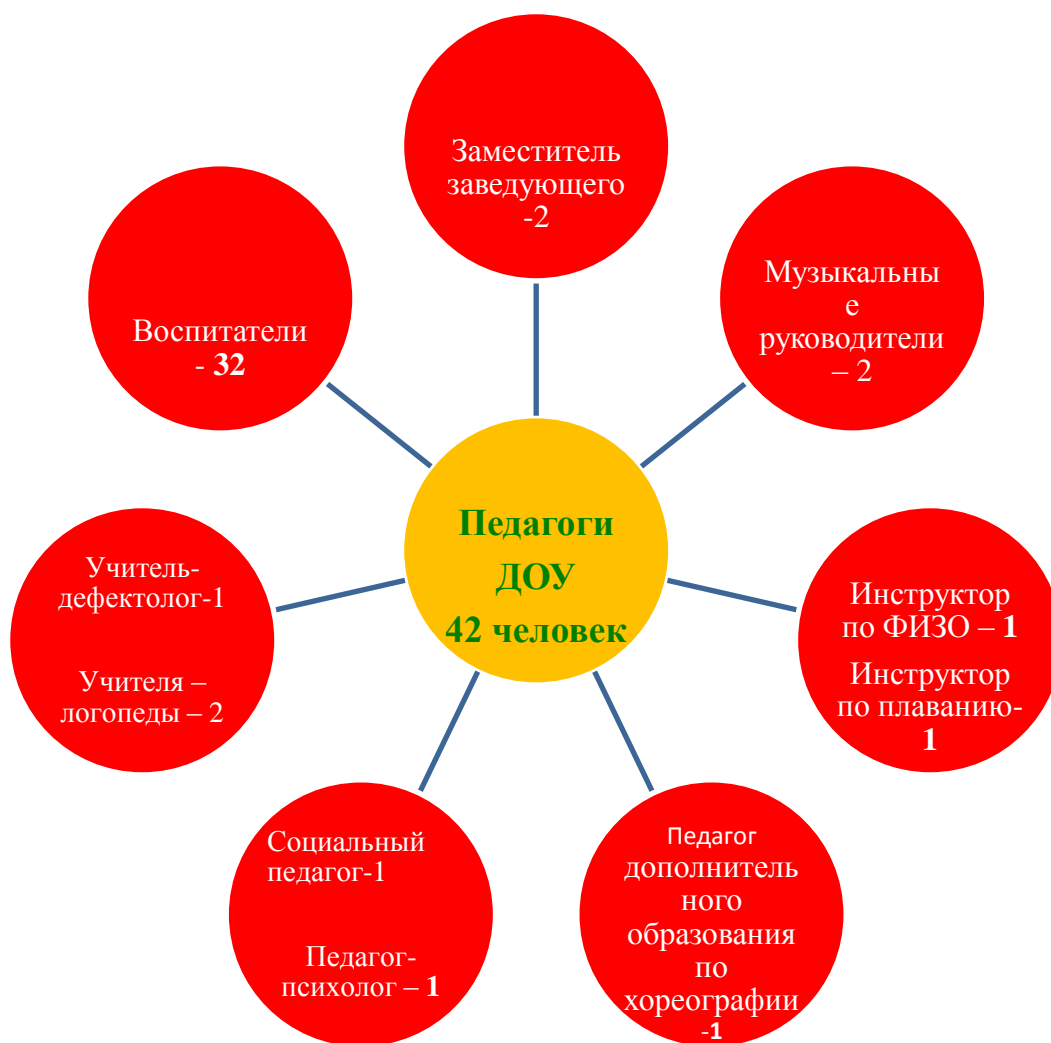 Заместитель
заведующего
-2
Музыкальны
е
руководители
– 2
Воспитатели
- 32
Педагоги
ДОУ
42 человек
Инструктор
по ФИЗО – 1
Инструктор
по плаванию-
1
Учитель-
дефектолог-1
Учителя –
логопеды – 2
Социальный
педагог-1
Педагог-
психолог – 1
Педагог
дополнитель
ного
образования
по
хореографии
-1